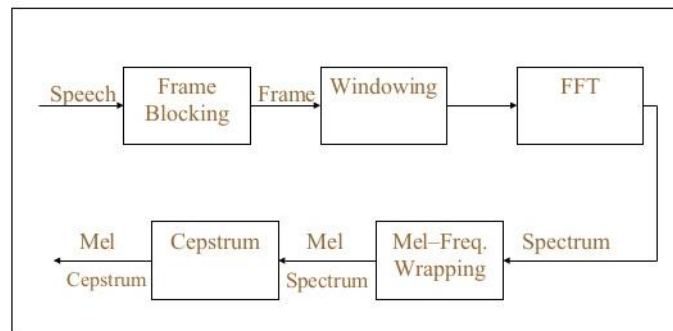 Speech
Frame
Blocking
Frame
Windowing
FFT
Mel
Cepstrum
Cepstrum
Mel
Spectrum
Mel–Freq.
Wrapping
Spectrum